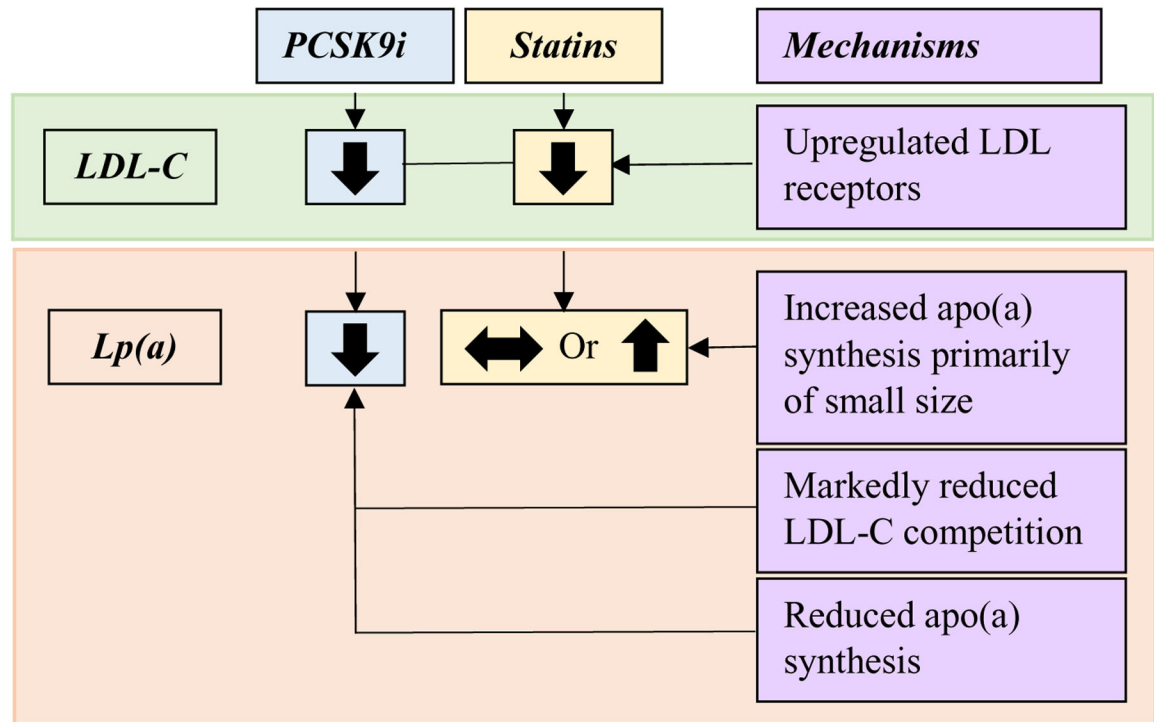 PCSK9i
Statins
Mechanisms
LDL-C
Upregulated LDL
receptors
Lp(a)
Or
Increased apo(a)
synthesis primarily
of small size
Markedly reduced
LDL-C competition
Reduced apo(a)
synthesis